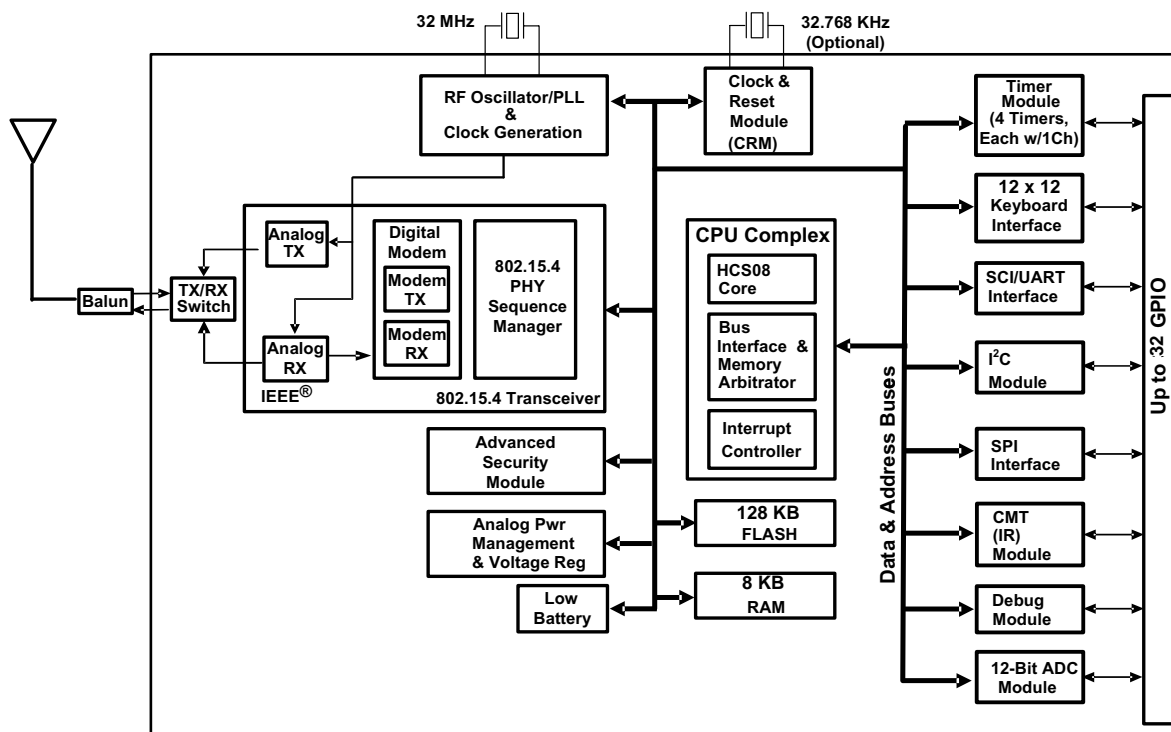 32 MHz
32.768 KHz
(Optional)
RF Oscillator/PLL
&
Clock Generation
Clock &
Reset
Module
(CRM)
Timer
Module
(4 Timers,
Each w/1Ch)
12 x 12
Keyboard
Interface
SCI/UART
Interface
I²C
Module
SPI
Interface
CMT
(IR)
Module
Debug
Module
12-Bit ADC
Module
Up to 32 GPIO
Data & Address Buses
Balun
TX/RX
Switch
Analog
TX
Analog
RX
IEEE®
802.15.4 Transceiver
Digital
Modem
Modem
TX
Modem
RX
802.15.4
PHY
Sequence
Manager
CPU Complex
HCS08
Core
Bus
Interface &
Memory
Arbitrator
Interrupt
Controller
Advanced
Security
Module
Analog Pwr
Management
& Voltage Reg
Low
Battery
128 KB
FLASH
8 KB
RAM